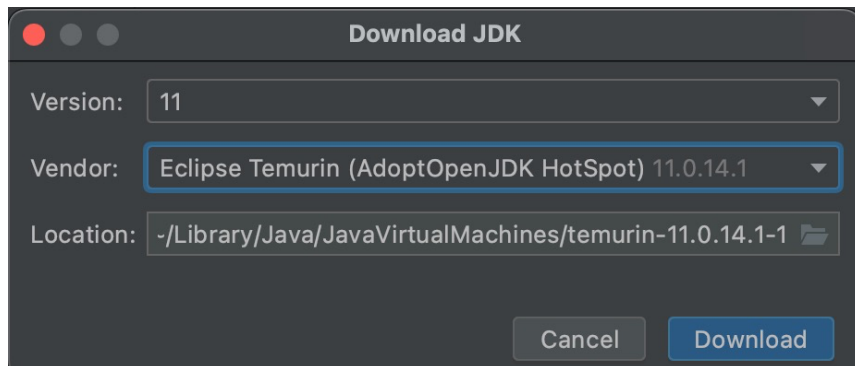 Download JDK
Version: 11
Vendor: Eclipse Temurin (AdoptOpenJDK HotSpot) 11.0.14.1
Location: ~/Library/Java/JavaVirtualMachines/temurin-11.0.14.1-1
Cancel Download